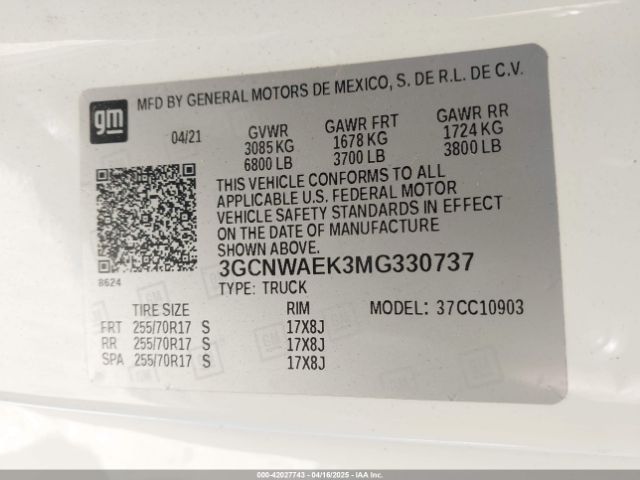 gm
MFD BY GENERAL MOTORS DE MEXICO, S. DE R.L. DE C.V.
04/21 GVWR GAWR FRT GAWR RR
3085 KG 1678 KG 1724 KG
6800 LB 3700 LB 3800 LB
THIS VEHICLE CONFORMS TO ALL
APPLICABLE U.S. FEDERAL MOTOR
VEHICLE SAFETY STANDARDS IN EFFECT
ON THE DATE OF MANUFACTURE
SHOWN ABOVE.
8624
3GCNWAEK3MG330737
TYPE: TRUCK
TIRE SIZE RIM MODEL: 37CC10903
FRT 255/70R17 S 17X8J
RR 255/70R17 S 17X8J
SPA 255/70R17 S 17X8J
000-42027743 - 04/16/2025 - IAAI.COM